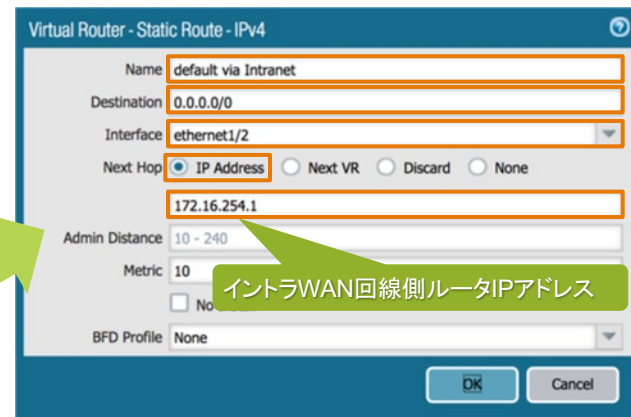 Virtual Router - Static Route - IPv4
Name default via Intranet
Destination 0.0.0.0/0
Interface ethernet1/2
Next Hop IP Address Next VR Discard None
172.16.254.1
Admin Distance 10 - 240
Metric 10
イントラWAN回線側ルータIPアドレス
No
BFD Profile None
OK Cancel